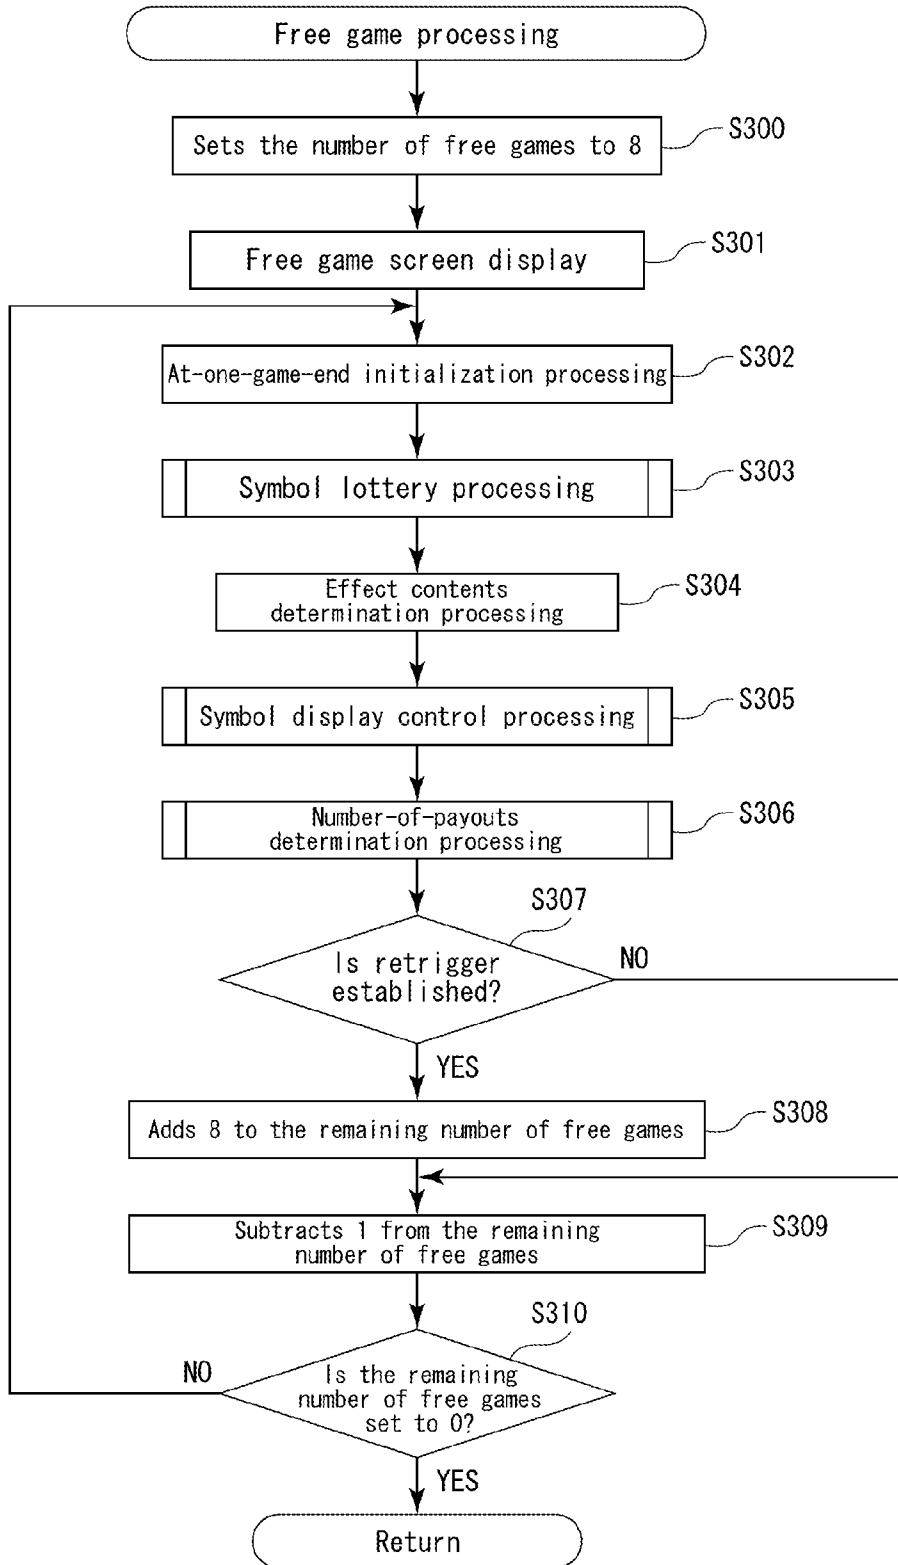 Free game processing
Sets the number of free games to 8
S300
Free game screen display
S301
At-one-game-end initialization processing
S302
Symbol lottery processing
S303
Effect contents
determination processing
S304
Symbol display control processing
S305
Number-of-payouts
determination processing
S306
S307
Is retrigger
established?
NO
YES
Adds 8 to the remaining number of free games
S308
Subtracts 1 from the remaining
number of free games
S309
S310
Is the remaining
number of free games
set to 0?
NO
YES
Return